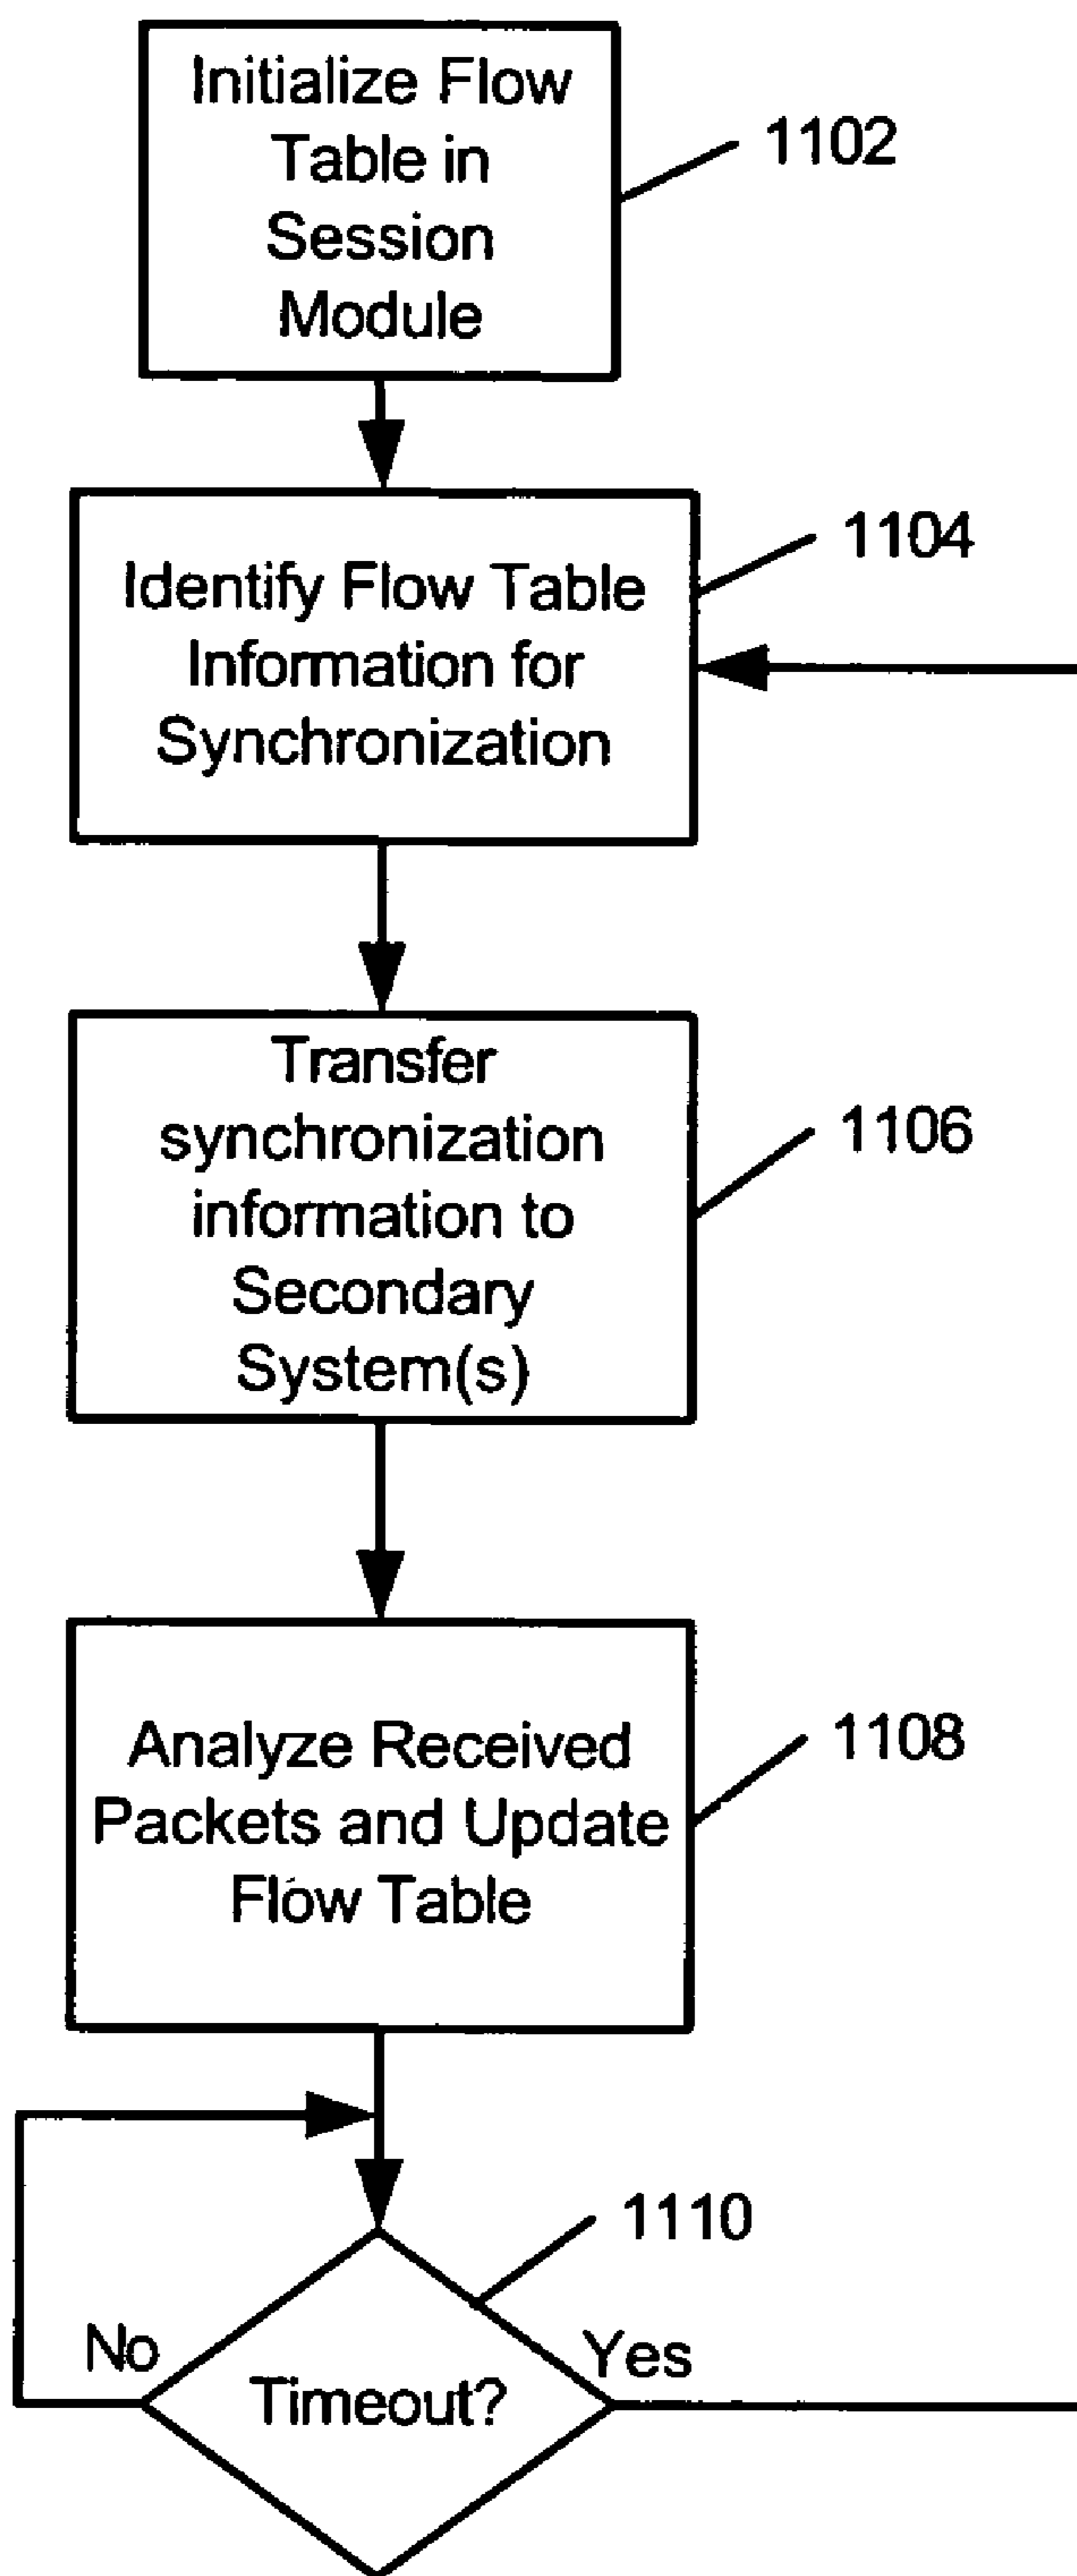 Initialize Flow
Table in
Session
Module
1102
1104
Identify Flow Table
Information for
Synchronization
Transfer
synchronization
information to
Secondary
System(s)
1106
Analyze Received
Packets and Update
Flow Table
1108
1110
No
Yes
Timeout?